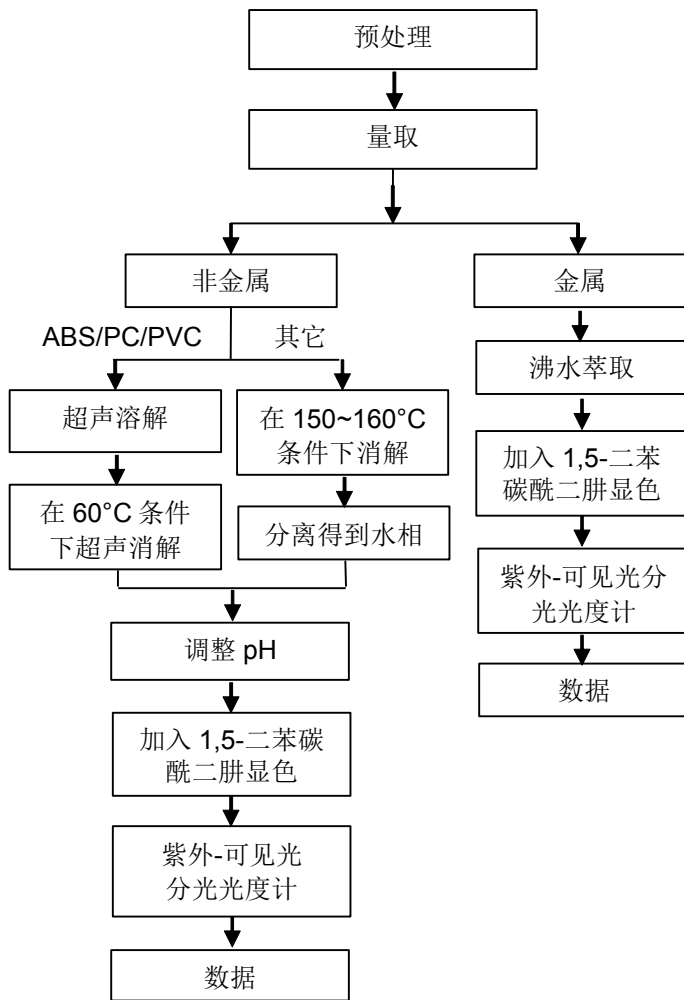 预处理
量取
非金属
金属
ABS/PC/PVC
其它
沸水萃取
超声溶解
在 150~160°C
条件下消解
加入 1,5-二苯
碳酰二肼显色
在 60°C 条件
下超声消解
分离得到水相
紫外-可见光分
光光度计
调整 pH
数据
加入 1,5-二苯碳
酰二肼显色
紫外-可见光
分光光度计
数据